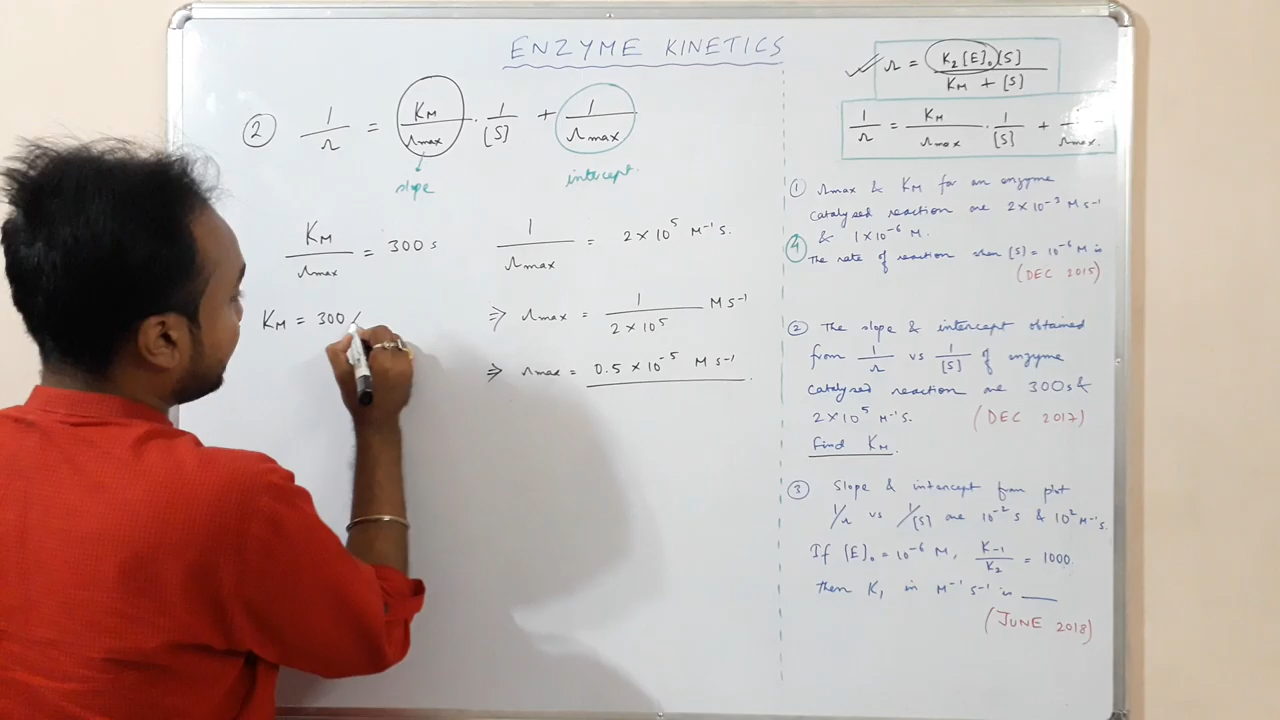 ENZYME KINETICS
② 1/r = KM/rmax · 1/[S] + 1/rmax
slope intercept.
KM/rmax = 300 s
1/rmax = 2 × 10⁵ M⁻¹ s.
KM = 300
⇒ rmax = 1/(2 × 10⁵) M s⁻¹
⇒ rmax = 0.5 × 10⁻⁵ M s⁻¹
r = K2[E]₀[S]/(KM + [S])
1/r = KM/rmax · 1/[S] + 1/rmax.
① rmax & KM for an enzyme
catalysed reaction are 2 × 10⁻³ M s⁻¹
& 1 × 10⁻⁶ M.
4 The rate of reaction when [S] = 10⁻⁶ M is
(DEC 2015)
② The slope & intercept obtained
from 1/r vs 1/[S] of enzyme
catalysed reaction are 300 s &
2 × 10⁵ M⁻¹ s. (DEC 2017)
Find KM.
③ Slope & intercept from plot
1/r vs 1/[S] are 10⁻² s & 10² M⁻¹ s.
If [E]₀ = 10⁻⁶ M, K-1/K2 = 1000
then K1 in M⁻¹ s⁻¹ is ___
(JUNE 2018)